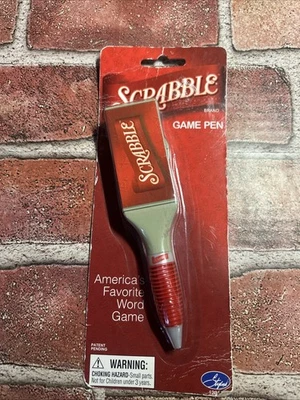 SCRABBLE
BRAND
GAME PEN
SCRABBLE
America's
Favorite
Word
Game
PATENT
PENDING
WARNING:
CHOKING HAZARD-Small parts
Not for Children under 3 years.